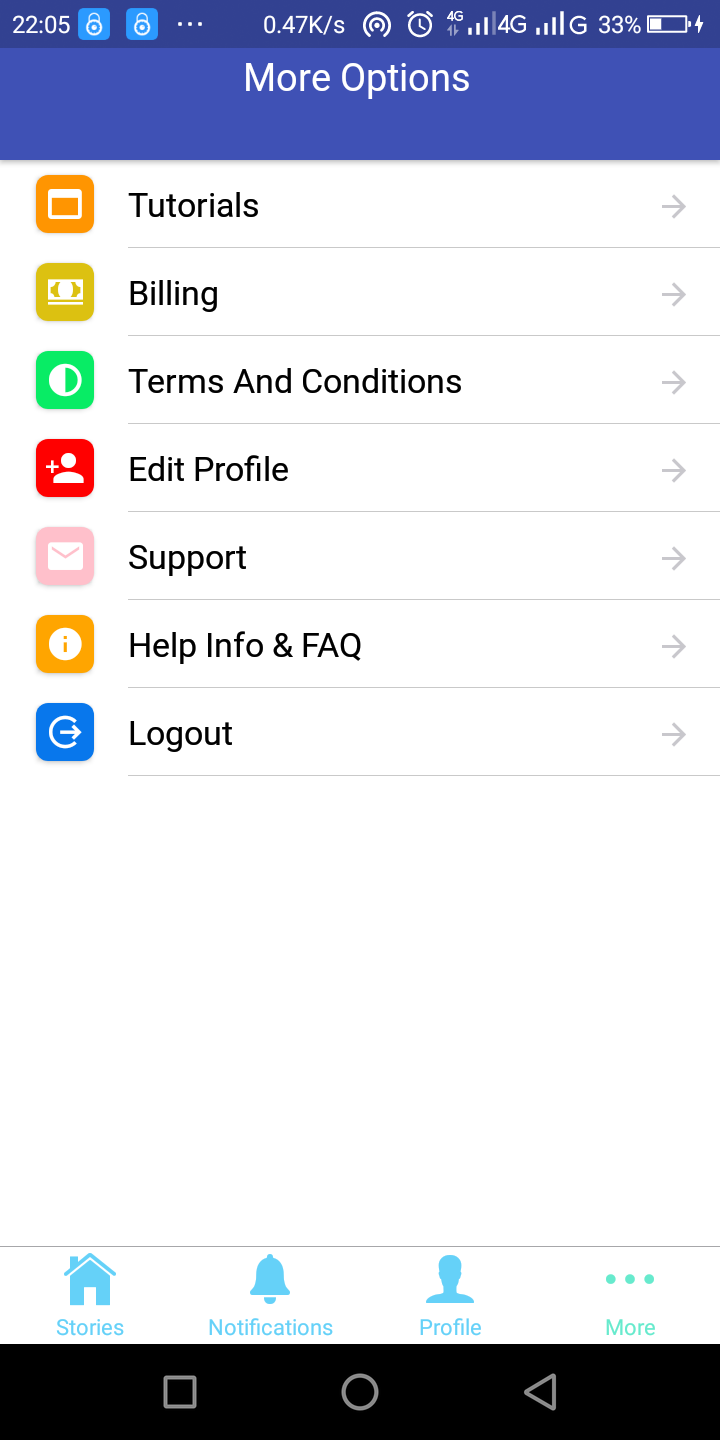 22:05 ... 0.47K/s 4G 4G G 33%
More Options
Tutorials
Billing
Terms And Conditions
Edit Profile
Support
Help Info & FAQ
Logout
Stories Notifications Profile More